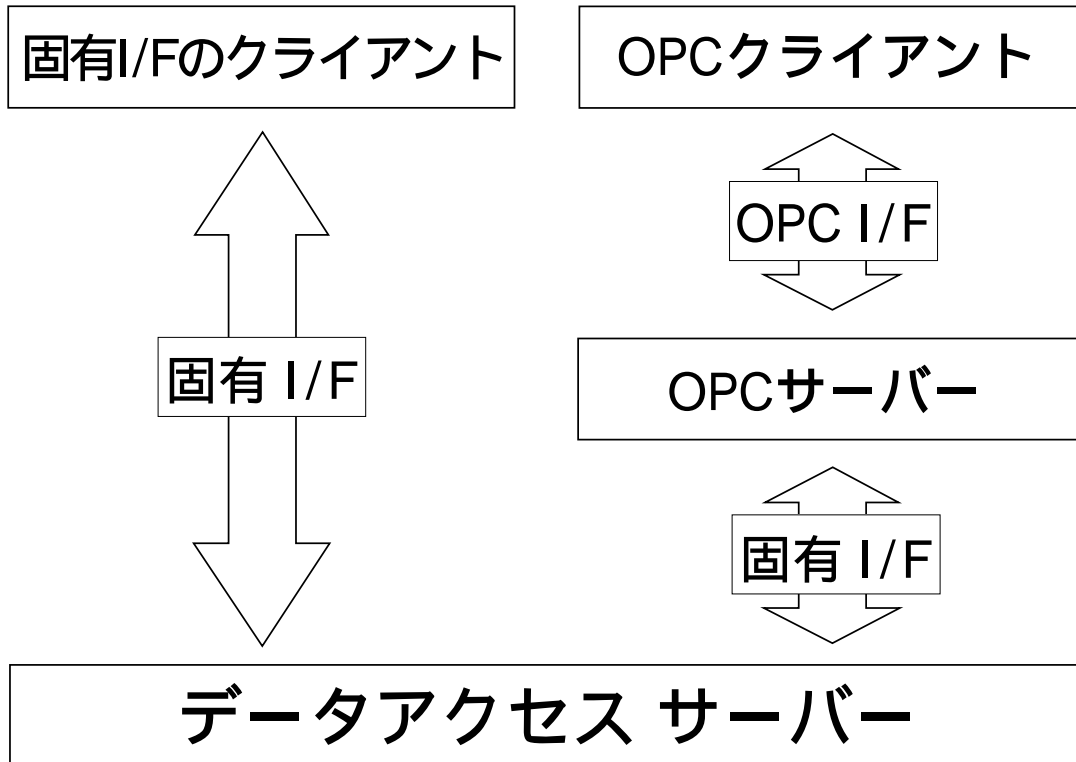 固有I/Fのクライアント
OPCクライアント
OPC I/F
固有 I/F
OPCサーバー
固有 I/F
データアクセス サーバー